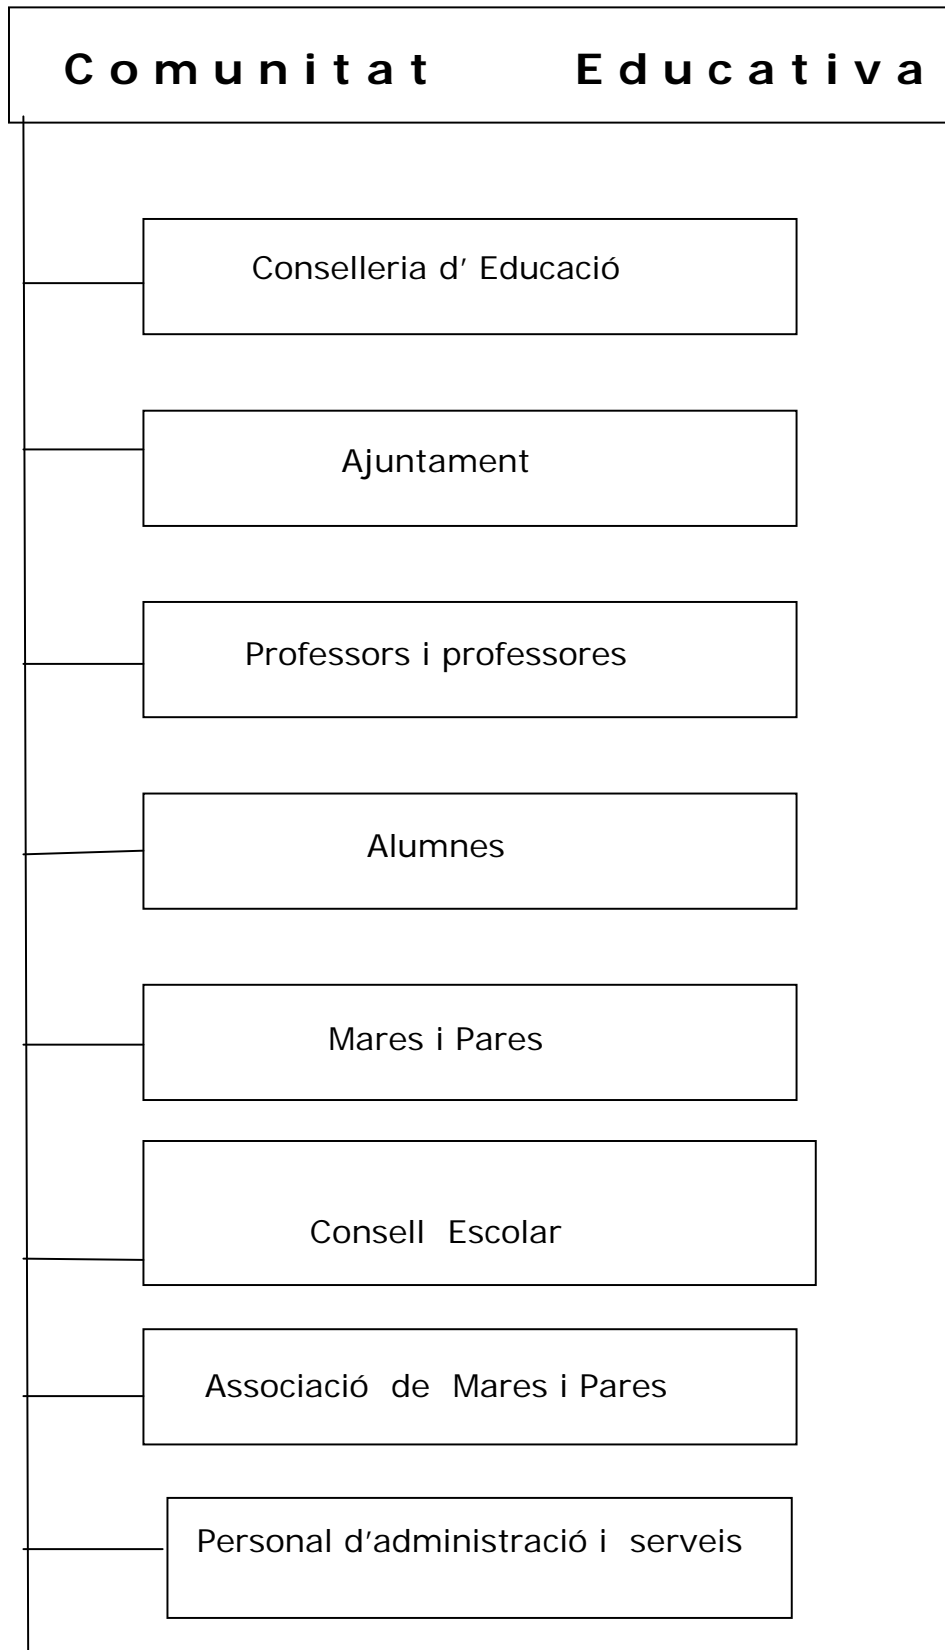 Comunitat Educativa
Conselleria d' Educació
Ajuntament
Professors i professores
Alumnes
Mares i Pares
Consell Escolar
Associació de Mares i Pares
Personal d'administració i serveis